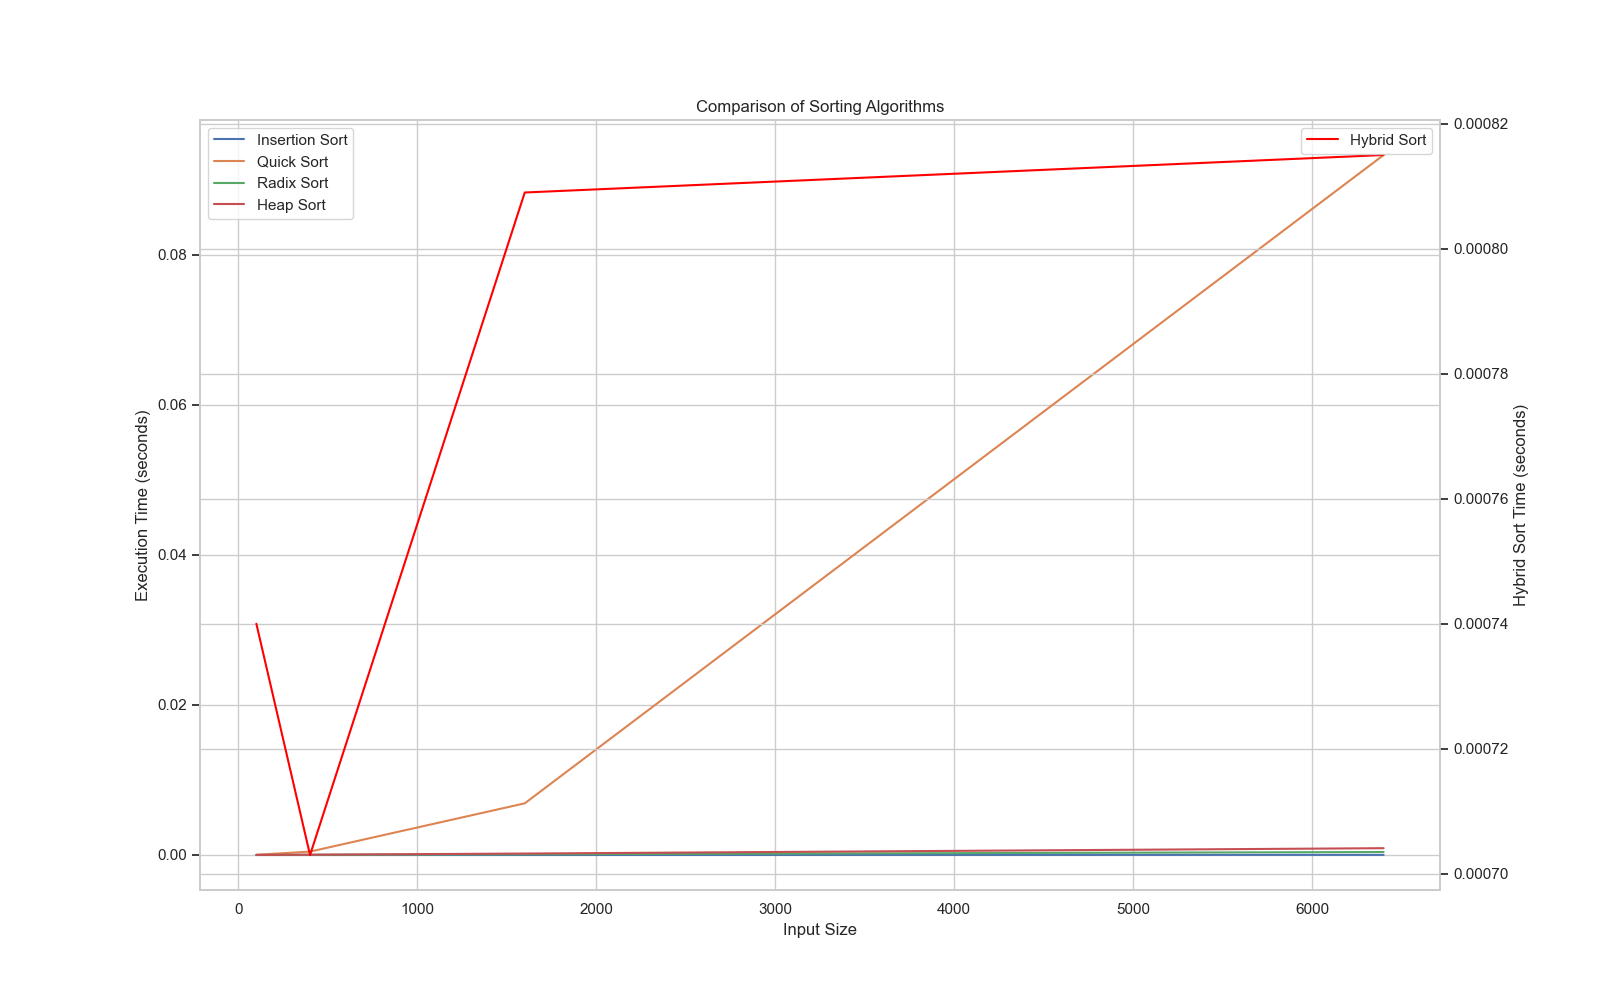 Comparison of Sorting Algorithms
Insertion Sort
Quick Sort
Radix Sort
Heap Sort
Hybrid Sort
0.08
0.06
0.04
0.02
0.00
Execution Time (seconds)
0.00082
0.00080
0.00078
0.00076
0.00074
0.00072
0.00070
Hybrid Sort Time (seconds)
0 1000 2000 3000 4000 5000 6000
Input Size